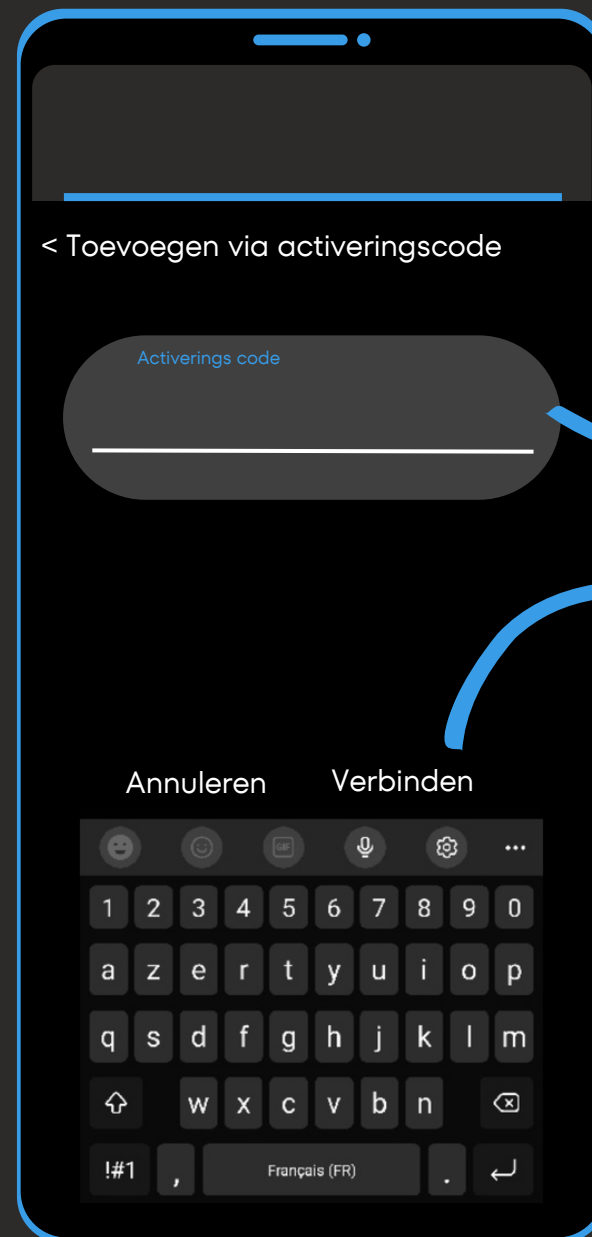 < Toevoegen via activeringscode
Activerings code
Annuleren Verbinden
GIF
1 2 3 4 5 6 7 8 9 0
a z e r t y u i o p
q s d f g h j k l m
w x c v b n
!#1 , Français (FR) .